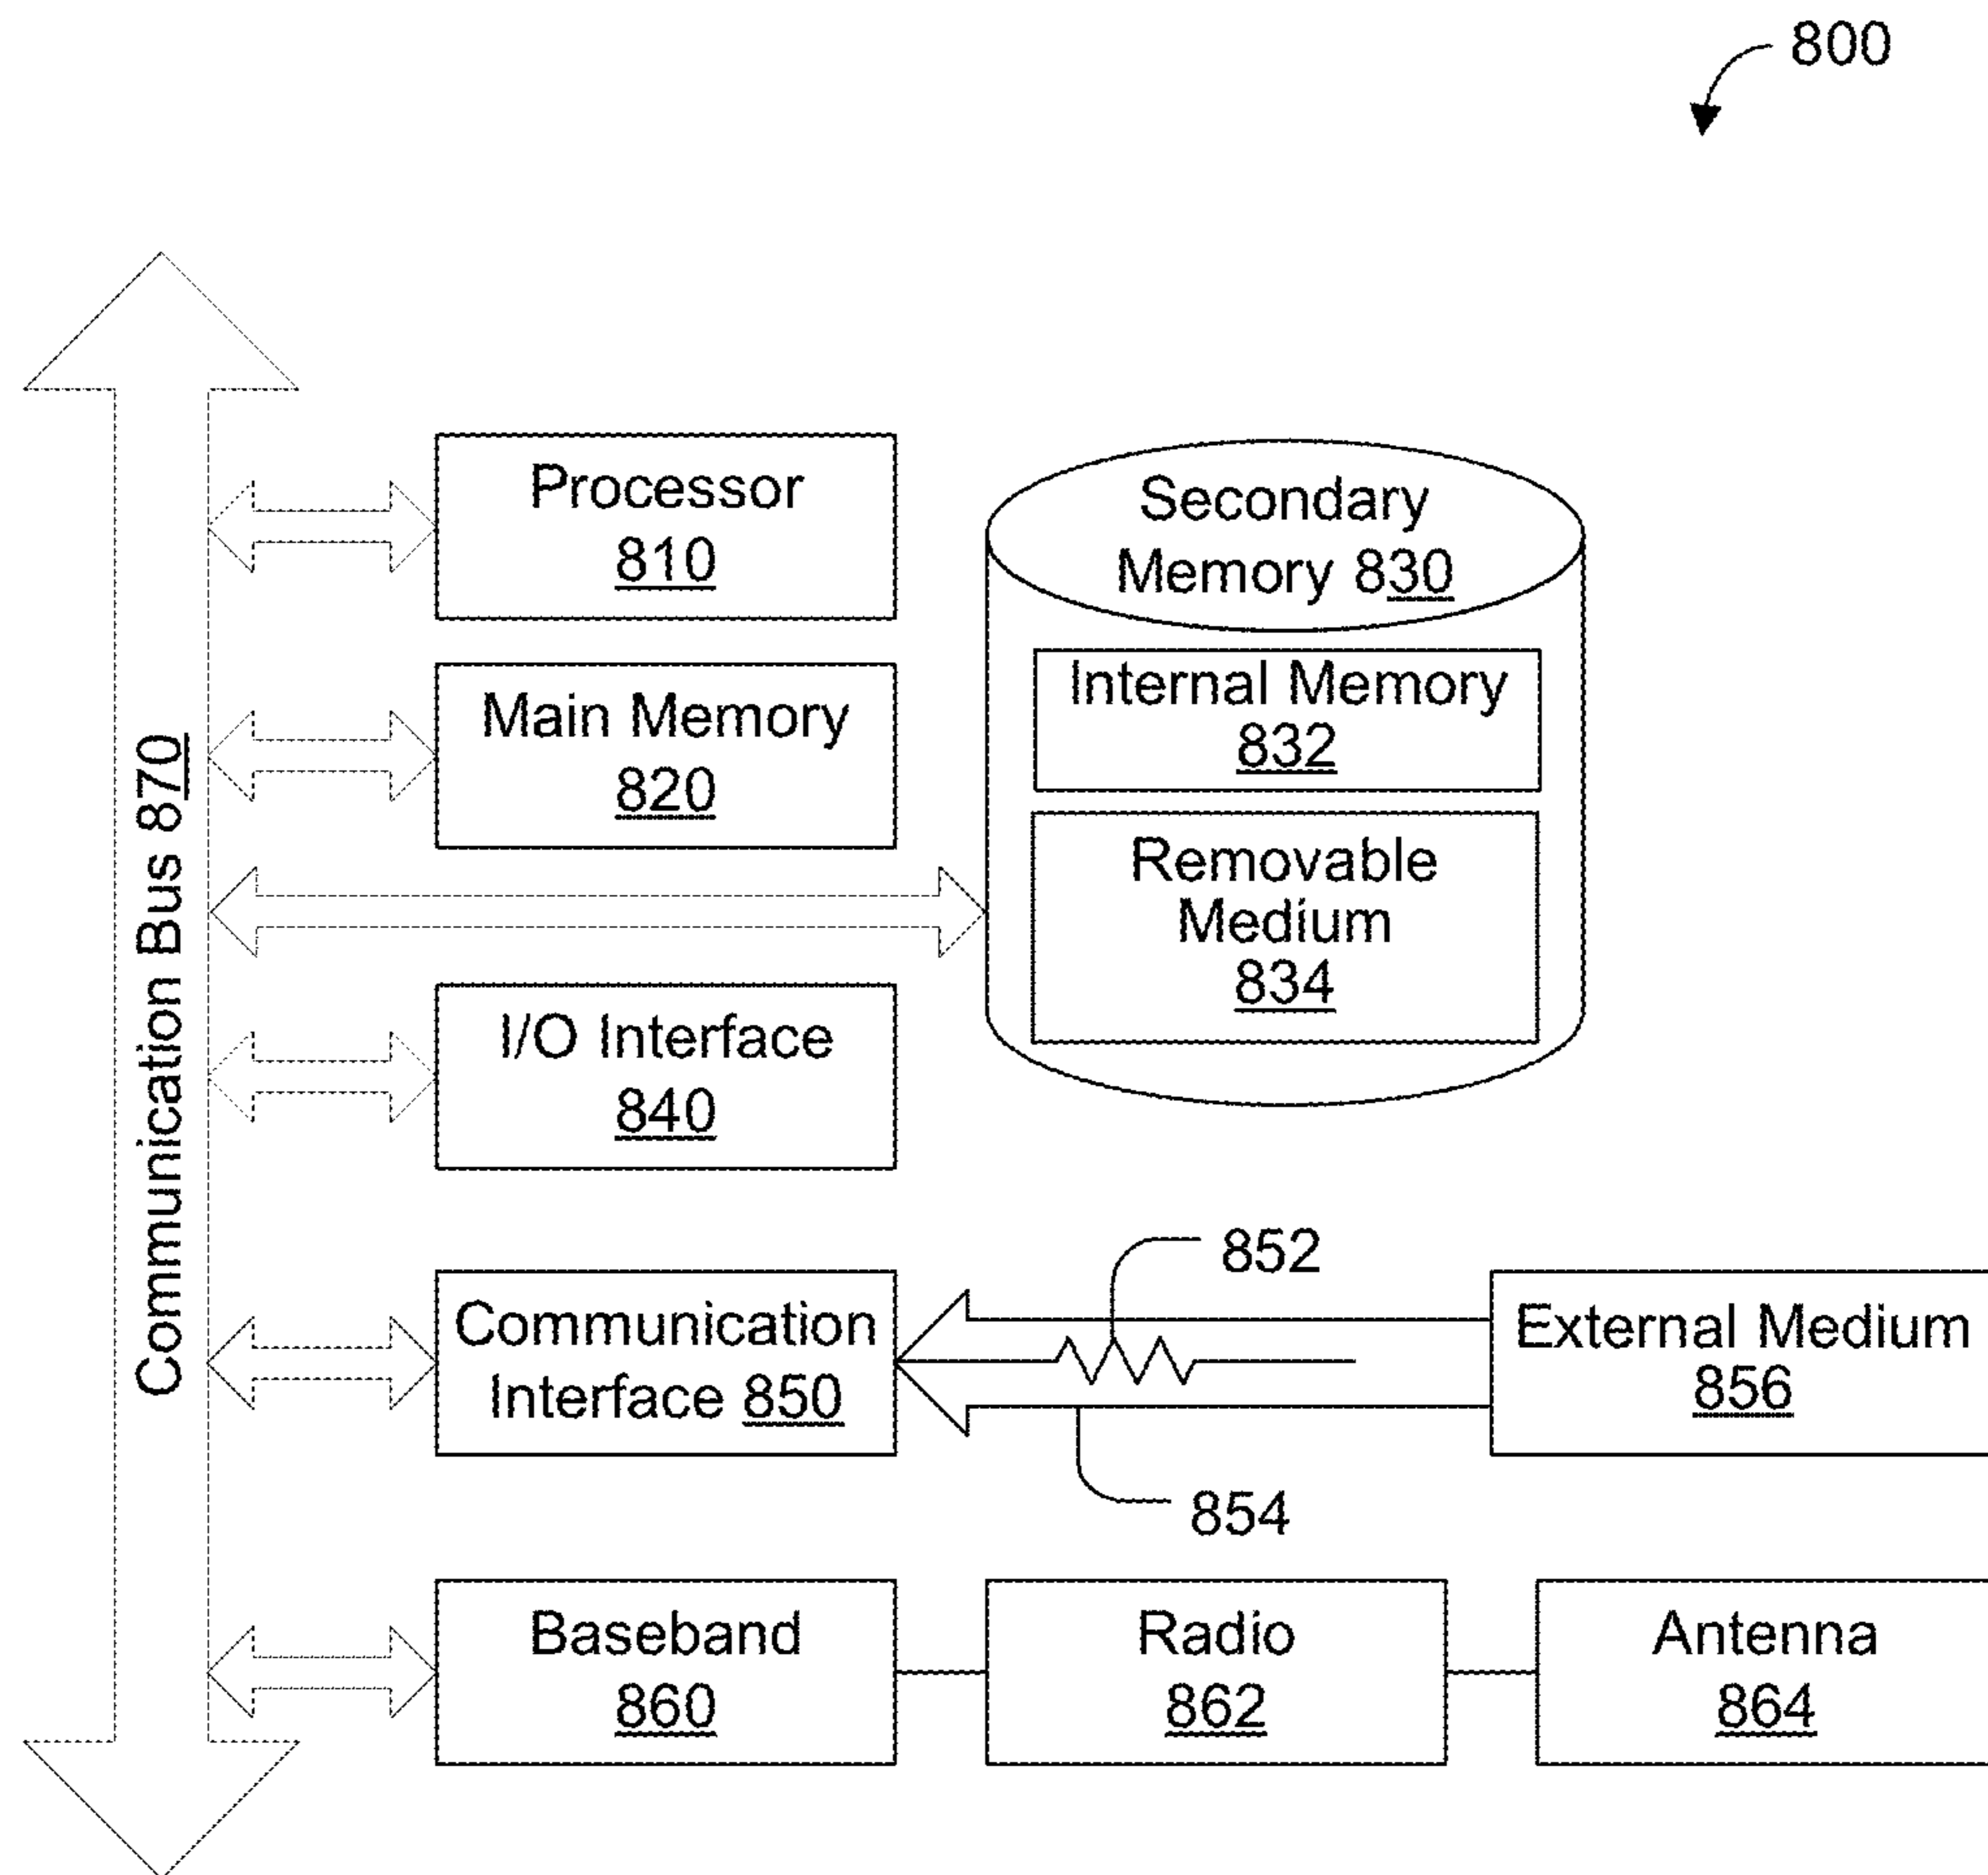 800
Communication Bus 870
Processor
810
Secondary
Memory 830
Main Memory
820
Internal Memory
832
Removable
Medium
834
I/O Interface
840
Communication
Interface 850
852
854
External Medium
856
Baseband
860
Radio
862
Antenna
864